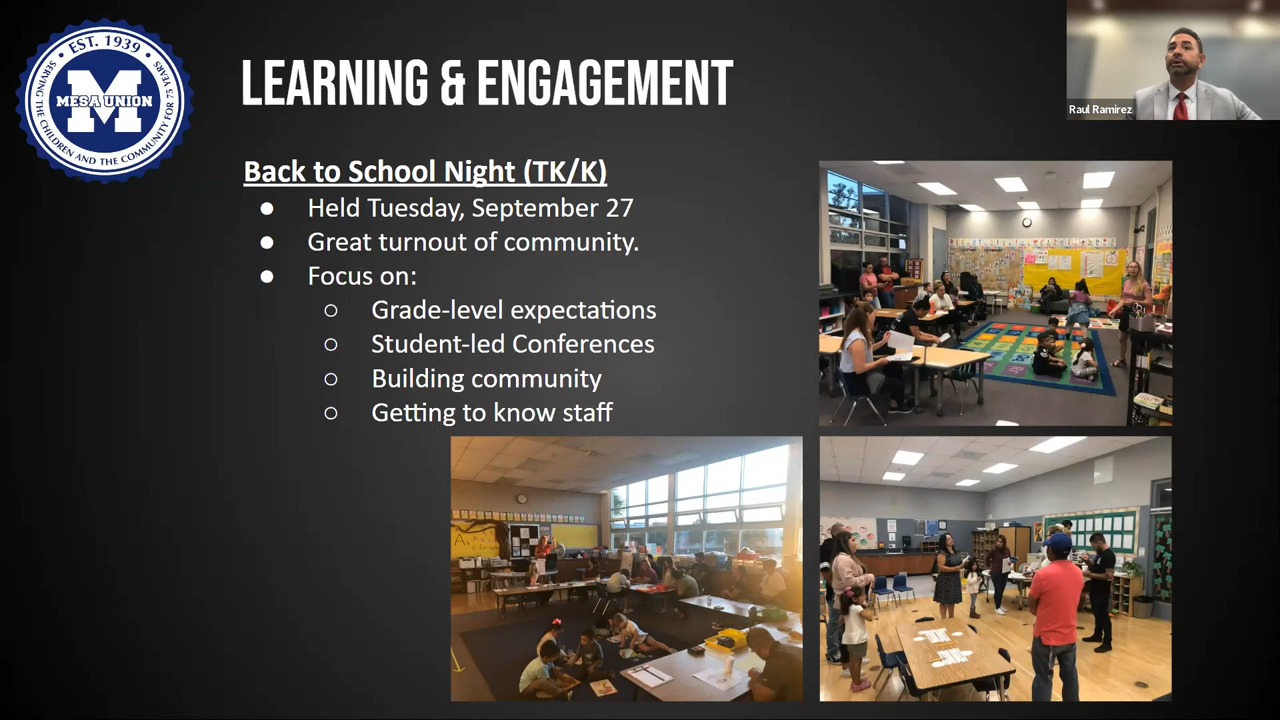 EST. 1939
SERVING THE CHILDREN AND THE COMMUNITY FOR 75 YEARS
M
MESA UNION
LEARNING & ENGAGEMENT
Raul Ramirez
Back to School Night (TK/K)
● Held Tuesday, September 27
● Great turnout of community.
● Focus on:
○ Grade-level expectations
○ Student-led Conferences
○ Building community
○ Getting to know staff